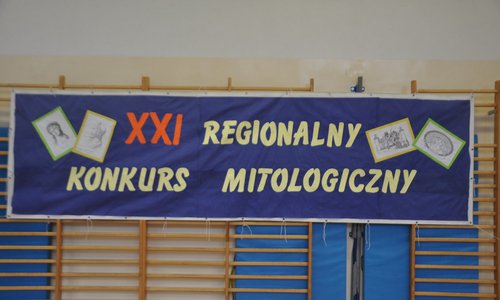 XXI REGIONALNY
KONKURS MITOLOGICZNY